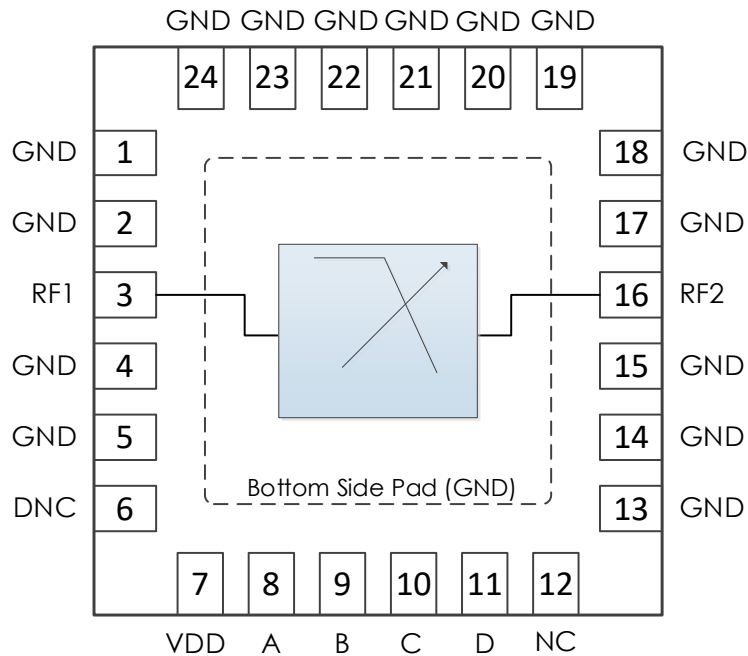 GND GND GND GND GND GND
24 23 22 21 20 19
GND 1 18 GND
GND 2 17 GND
RF1 3 16 RF2
GND 4 15 GND
GND 5 14 GND
Bottom Side Pad (GND)
DNC 6 13 GND
7 8 9 10 11 12
VDD A B C D NC